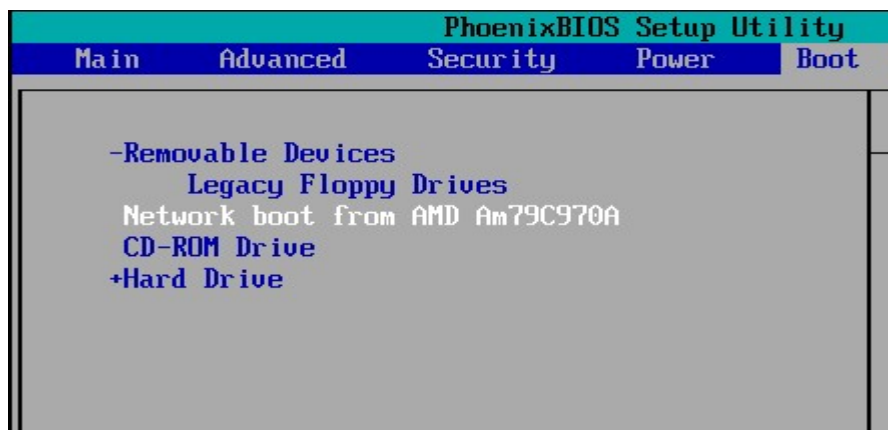 PhoenixBIOS Setup Utility
Main Advanced Security Power Boot
-Removable Devices
Legacy Floppy Drives
Network boot from AMD Am79C970A
CD-ROM Drive
+Hard Drive